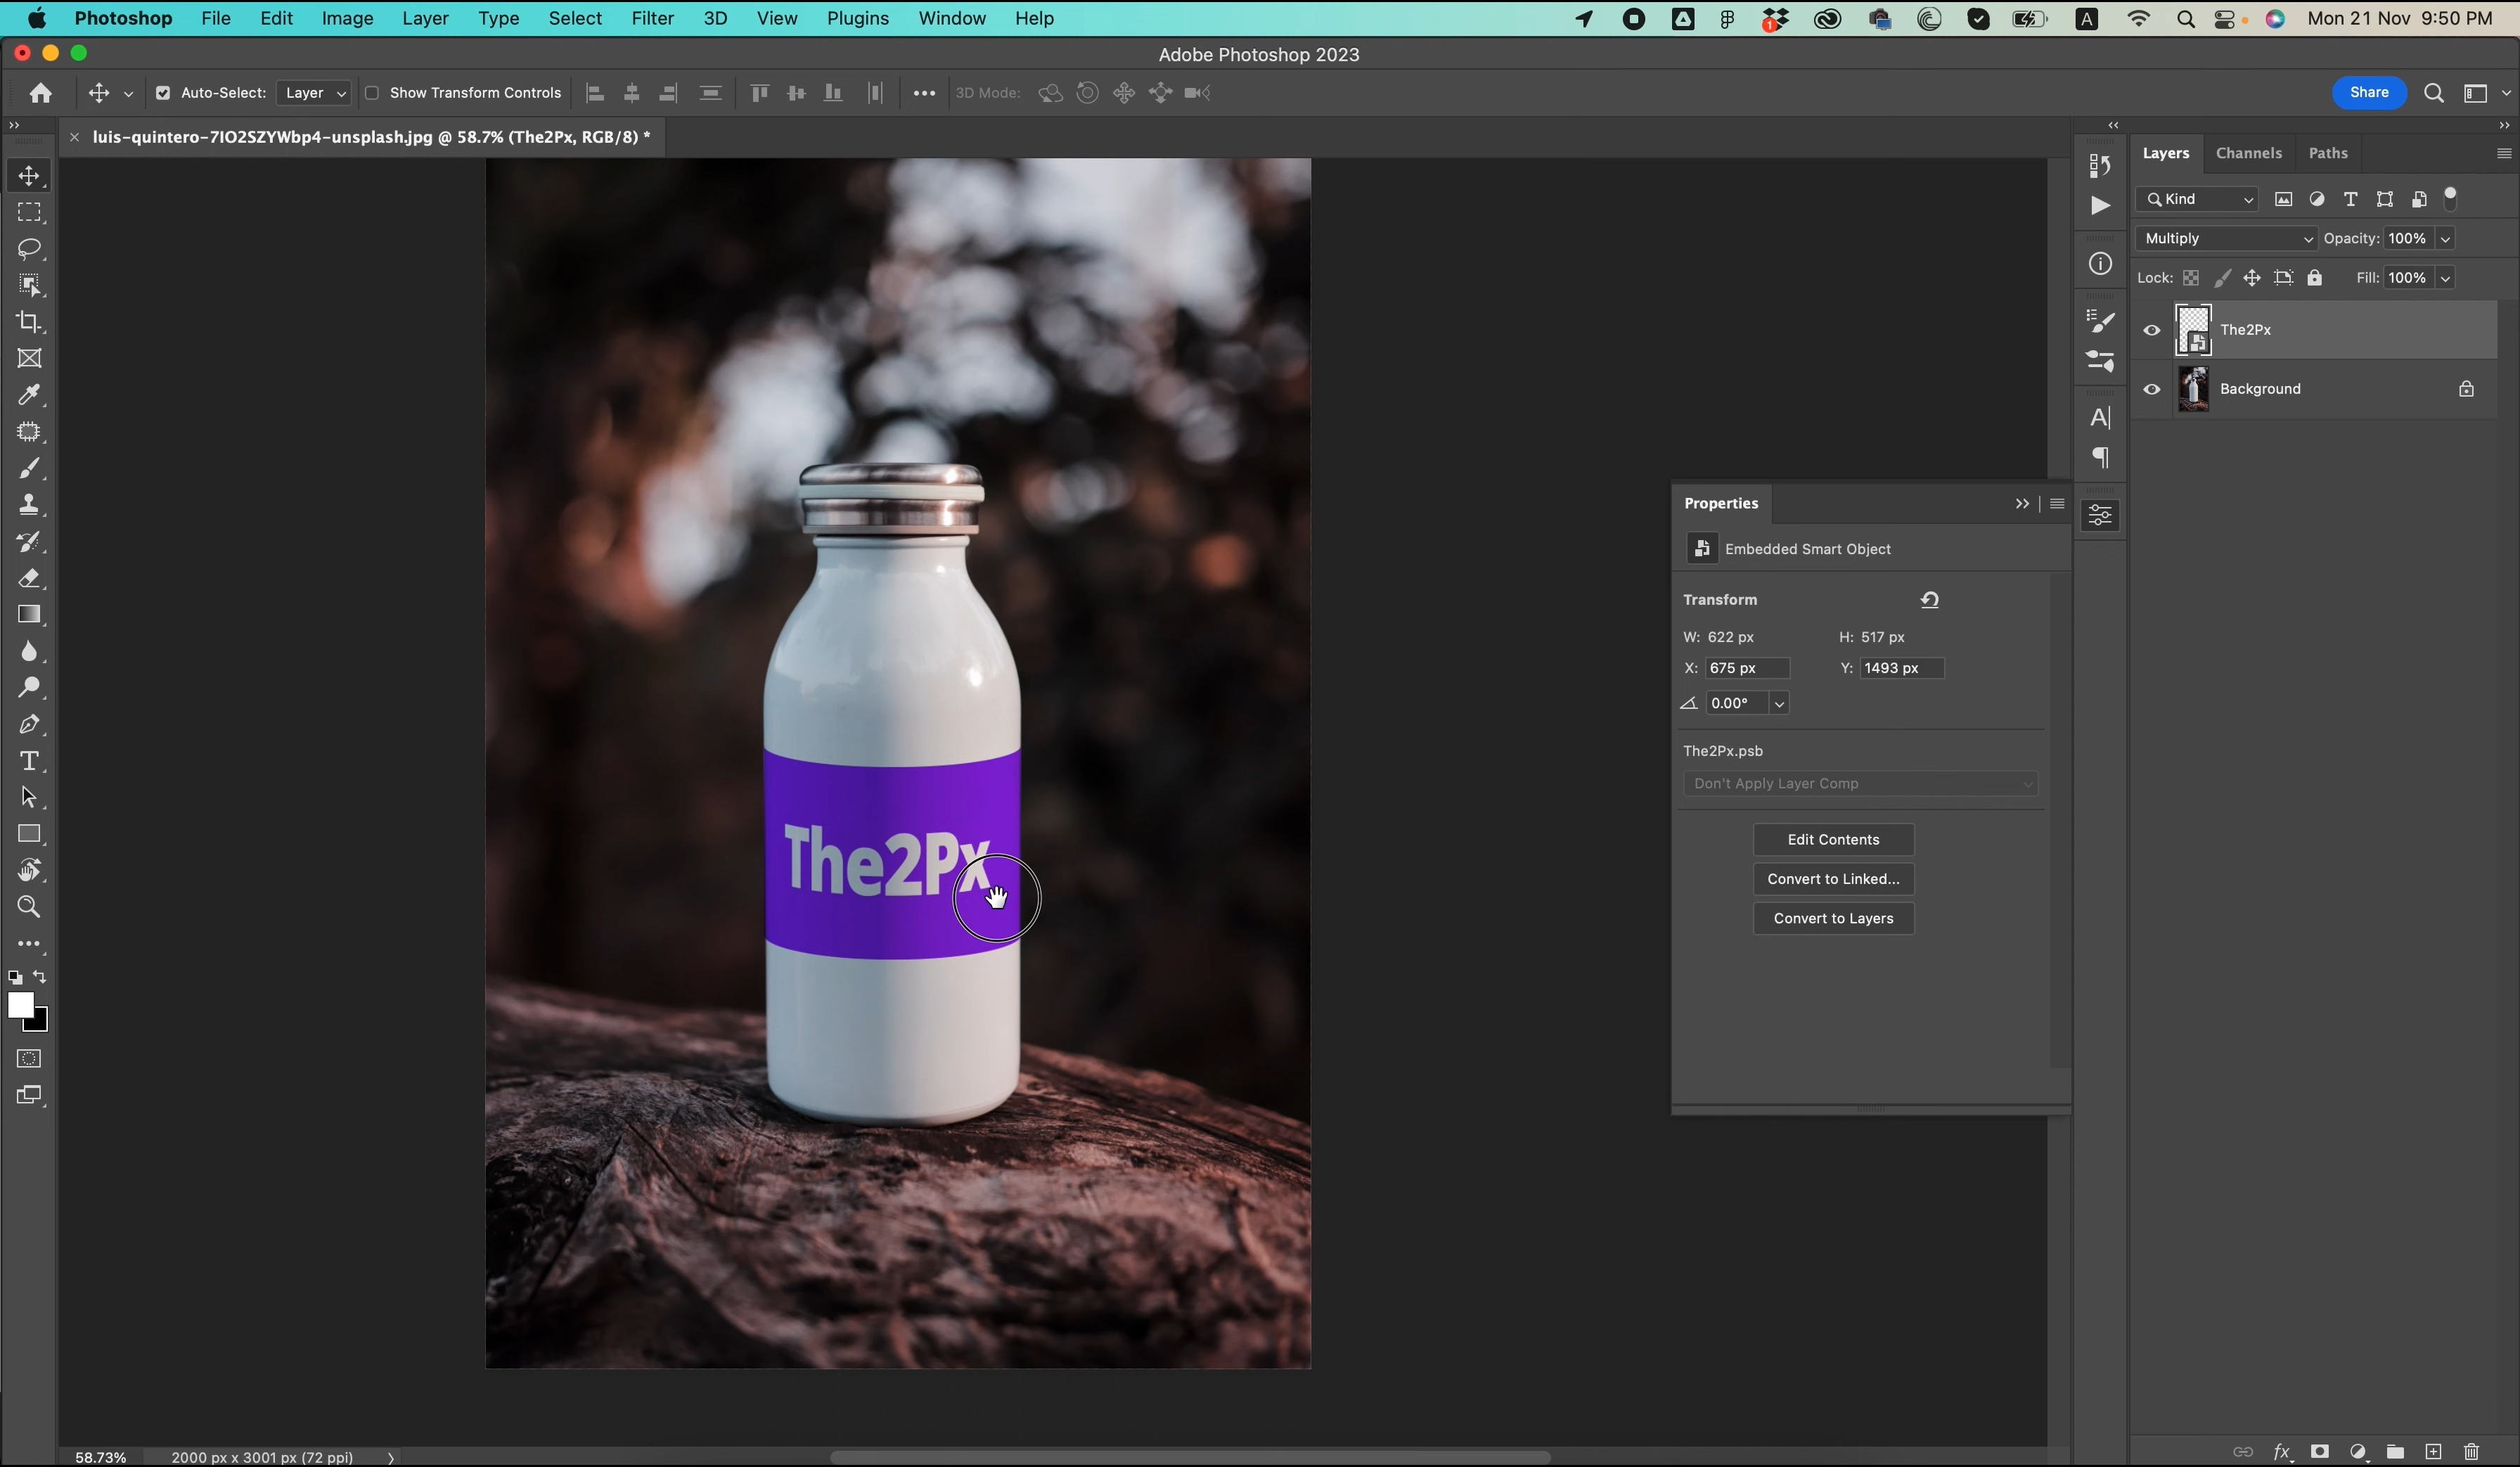 Photoshop File Edit Image Layer Type Select Filter 3D View Plugins Window Help 1 A Mon 21 Nov 9:50 PM
Adobe Photoshop 2023
Auto-Select: Layer Show Transform Controls 3D Mode: Share
luis-quintero-7IO2SZYWbp4-unsplash.jpg @ 58.7% (The2Px, RGB/8) *
Layers Channels Paths
Kind
Multiply Opacity: 100%
Lock: Fill: 100%
The2Px
Background
Properties
Embedded Smart Object
Transform
W: 622 px H: 517 px
X: 675 px Y: 1493 px
0.00°
The2Px.psb
Don't Apply Layer Comp
Edit Contents
Convert to Linked...
Convert to Layers
The2Px
58.73% 2000 px x 3001 px (72 ppi)